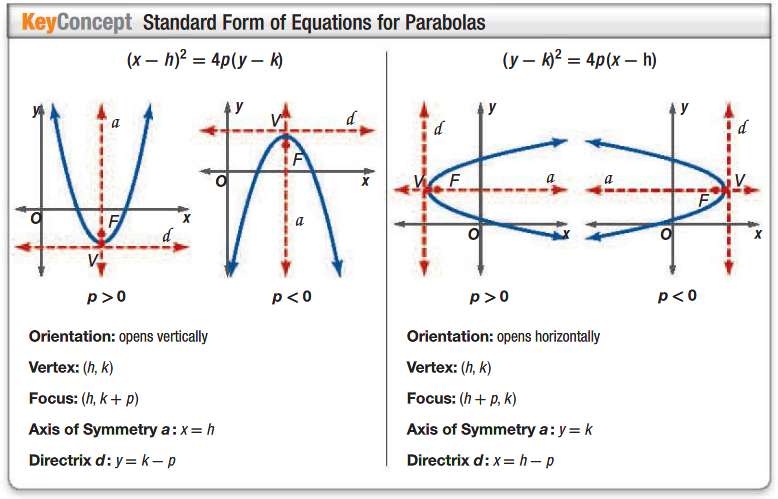 KeyConcept Standard Form of Equations for Parabolas
(x − h)² = 4p(y − k)
y
a
O
F
x
d
V
p > 0
y
V
d
F
O
x
a
p < 0
Orientation: opens vertically
Vertex: (h, k)
Focus: (h, k + p)
Axis of Symmetry a: x = h
Directrix d: y = k − p
(y − k)² = 4p(x − h)
d
y
V
F
a
O
x
p > 0
y
d
a
V
F
O
x
p < 0
Orientation: opens horizontally
Vertex: (h, k)
Focus: (h + p, k)
Axis of Symmetry a: y = k
Directrix d: x = h − p